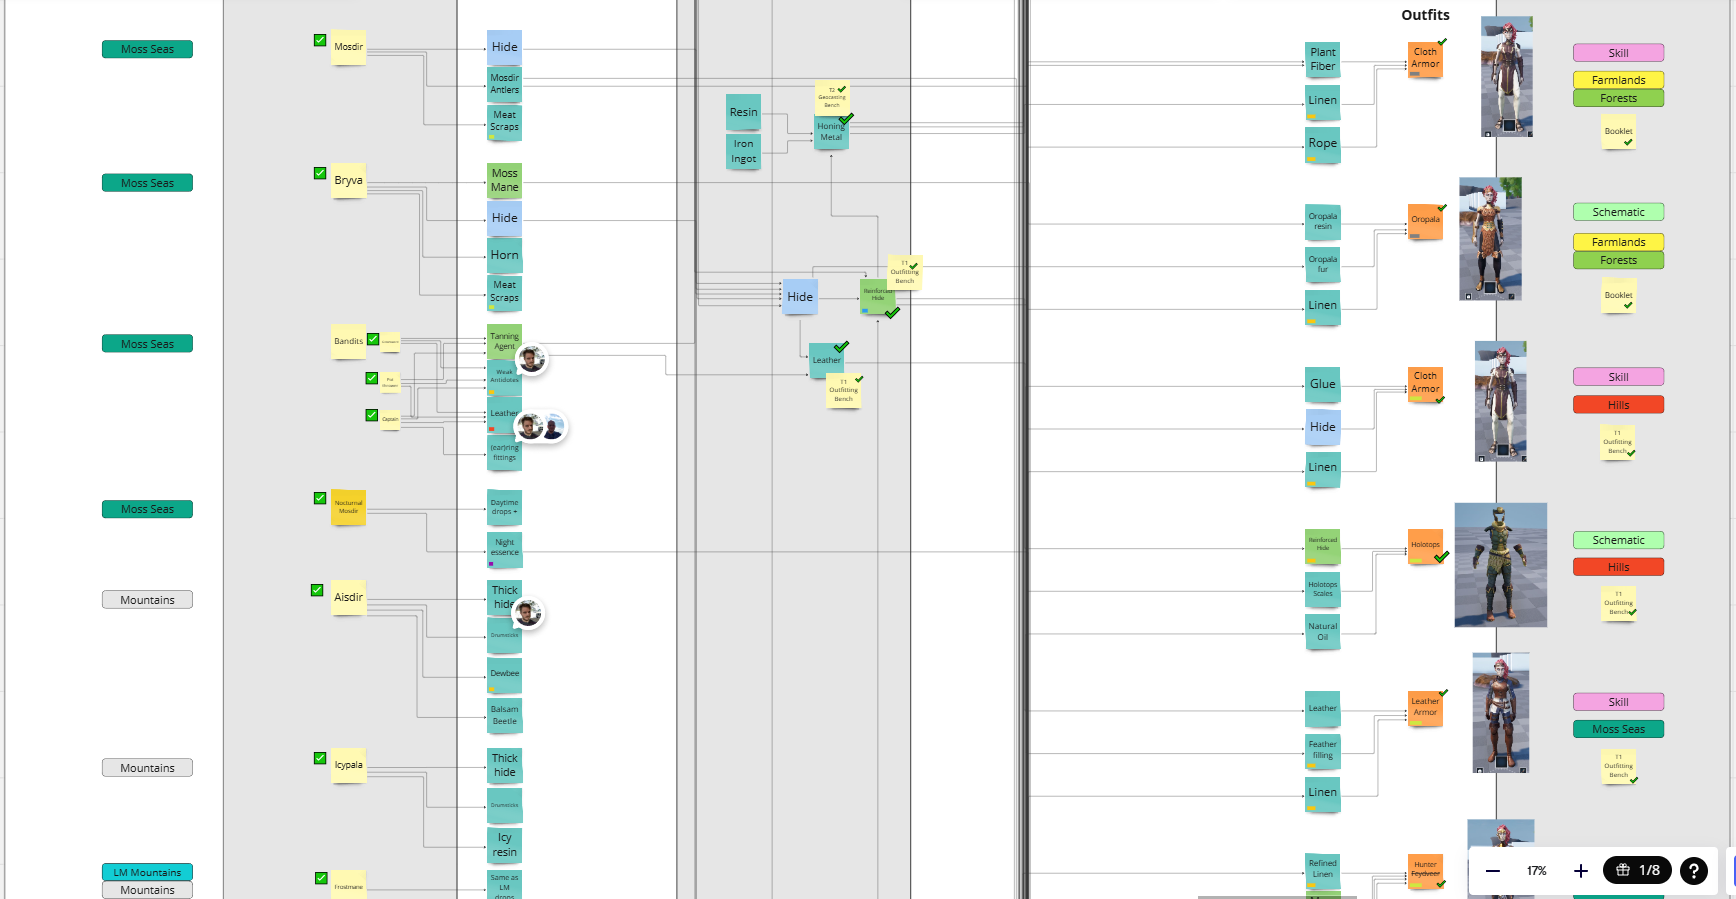 Outfits
Moss Seas
Mosdir
Hide
Mosdir
Antlers
Meat
Scraps
Resin
Iron
Ingot
T2
Geocasting
Bench
Honing
Metal
Plant
Fiber
Linen
Rope
Cloth
Armor
Skill
Farmlands
Forests
Booklet
Moss Seas
Bryva
Moss
Mane
Hide
Horn
Meat
Scraps
Hide
T1
Outfitting
Bench
Reinforced
Hide
Oropala
resin
Oropala
fur
Linen
Oropala
Schematic
Farmlands
Forests
Booklet
Moss Seas
Bandits
Captain
Tanning
Agent
Weak
Antidotes
Leather
(ear)ring
fittings
Leather
T1
Outfitting
Bench
Glue
Hide
Linen
Cloth
Armor
Skill
Hills
T1
Outfitting
Bench
Moss Seas
Nocturnal
Mosdir
Daytime
drops +
Night
essence
Reinforced
Hide
Holotops
Scales
Natural
Oil
Holotops
Schematic
Hills
T1
Outfitting
Bench
Mountains
Aisdir
Thick
hide
Drumsticks
Dewbee
Balsam
Beetle
Leather
Feather
filling
Linen
Leather
Armor
Skill
Moss Seas
T1
Outfitting
Bench
Mountains
Icypala
Thick
hide
Drumsticks
Icy
resin
LM Mountains
Mountains
Frostmane
Same as
LM
drops
Refined
Linen
Hunter
Feydveer
17%
1/8
?